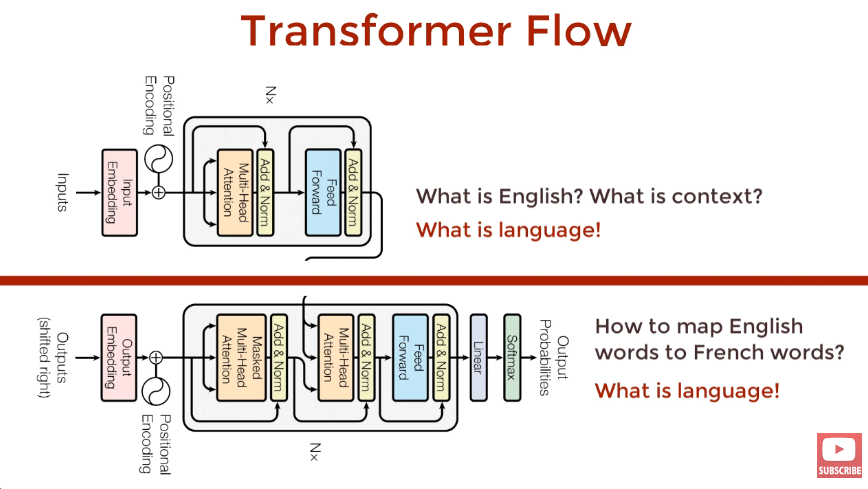 Transformer Flow
Inputs
Input
Embedding
Positional
Encoding
N×
Multi-Head
Attention
Add & Norm
Feed
Forward
Add & Norm
What is English? What is context?
What is language!
Outputs
(shifted right)
Output
Embedding
Positional
Encoding
Masked
Multi-Head
Attention
Add & Norm
Multi-Head
Attention
Add & Norm
Feed
Forward
Add & Norm
N×
Linear
Softmax
Output
Probabilities
How to map English
words to French words?
What is language!
SUBSCRIBE